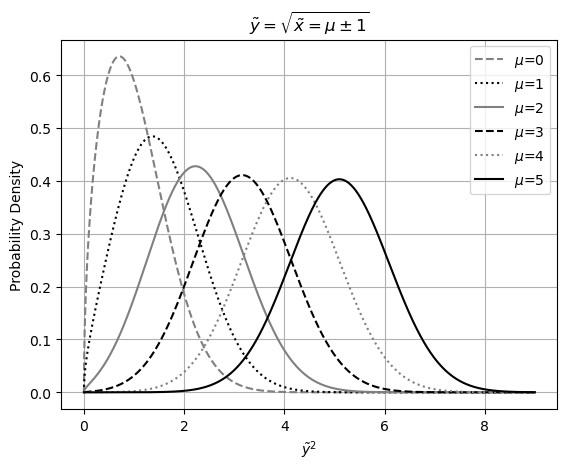 ỹ = √x̃ = μ ± 1
Probability Density
0.6
0.5
0.4
0.3
0.2
0.1
0.0
μ=0
μ=1
μ=2
μ=3
μ=4
μ=5
0 2 4 6 8
ỹ²